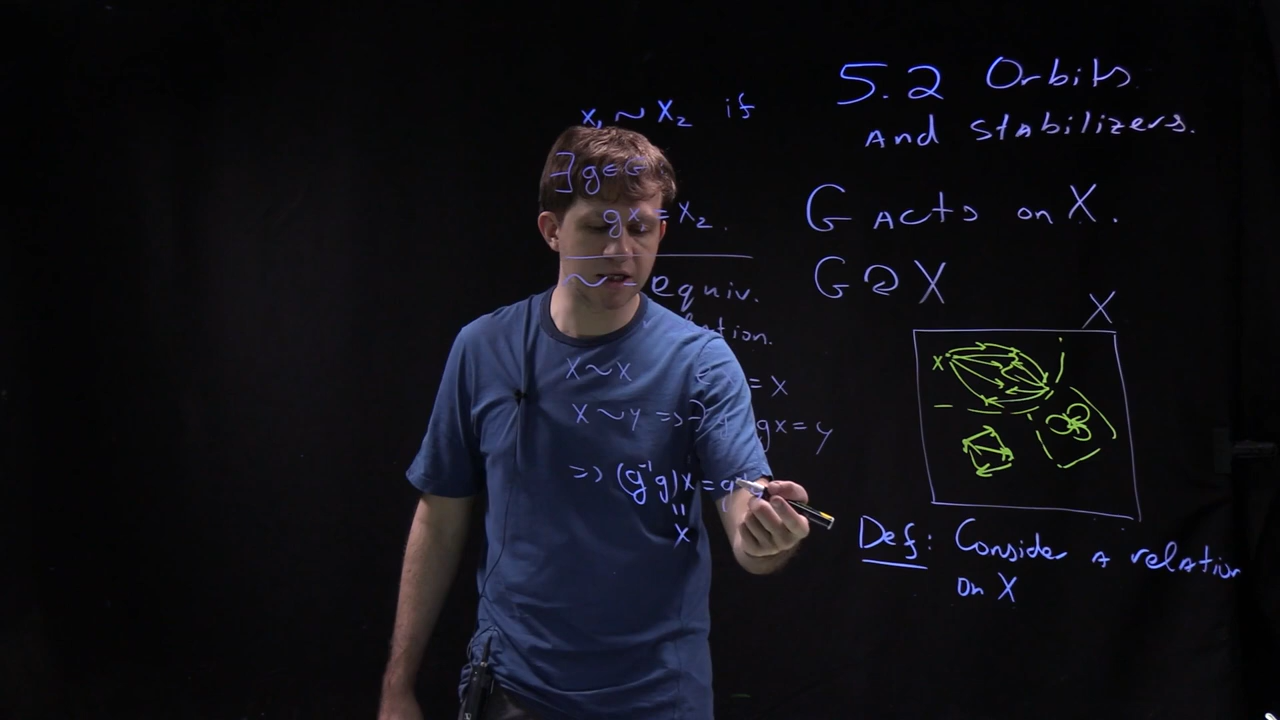 5.2 Orbits
And stabilizers.
G Acts on X.
G ⟳ X
X
x
Def: Consider A relation
on X
x₁ ~ x₂ if
∃ g ∈ G
gx₁ = x₂.
~ - equiv.
x ~ x = x
x ~ y => ∃ g gx = y
=> (g⁻¹g)x = g⁻¹
"
x